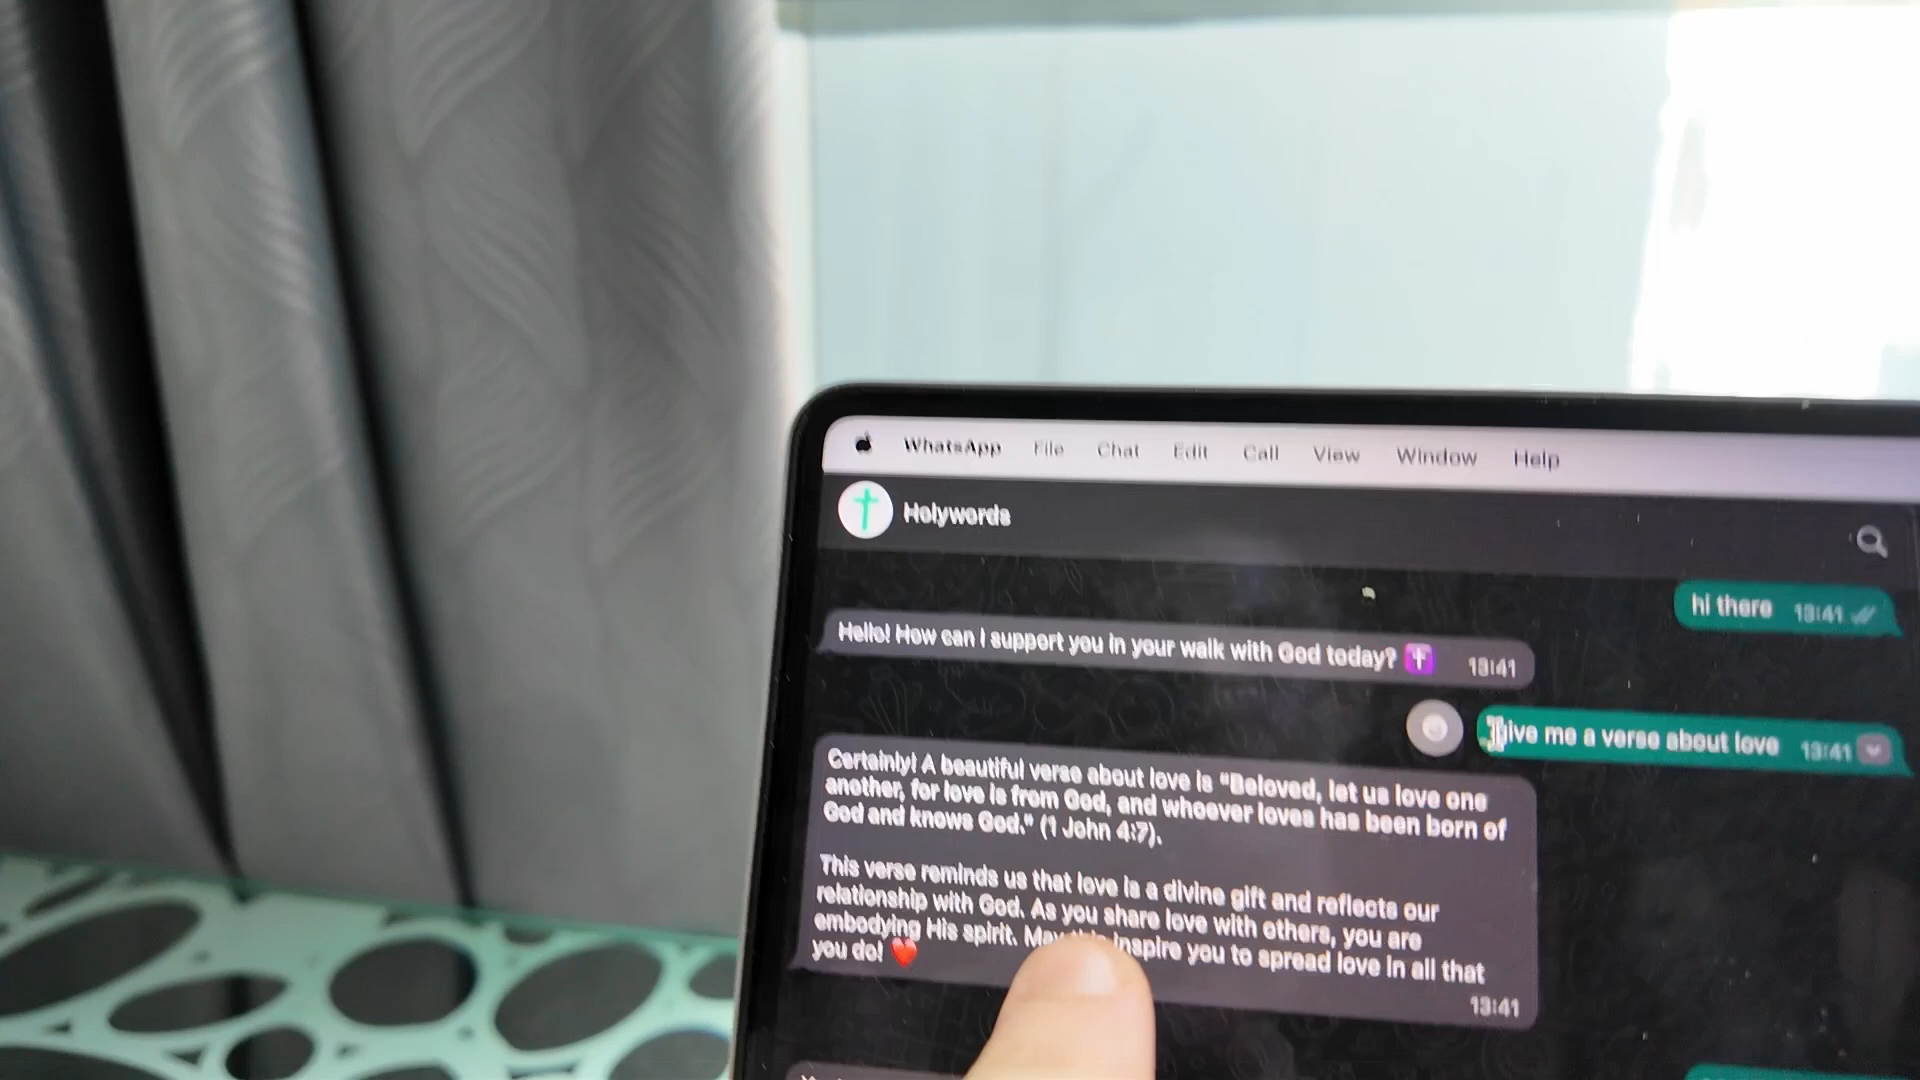 WhatsApp File Chat Edit Call View Window Help
Holywords
hi there 13:41
Hello! How can I support you in your walk with God today? 13:41
give me a verse about love 13:41
Certainly! A beautiful verse about love is "Beloved, let us love one
another, for love is from God, and whoever loves has been born of
God and knows God." (1 John 4:7).
This verse reminds us that love is a divine gift and reflects our
relationship with God. As you share love with others, you are
embodying His spirit. May this inspire you to spread love in all that
you do! ❤️
13:41